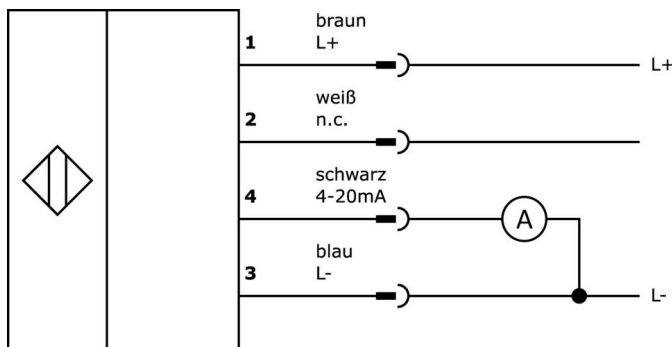 braun
1 L+ L+
weiß
2 n.c.
schwarz
4 4-20mA A
blau
3 L- L-